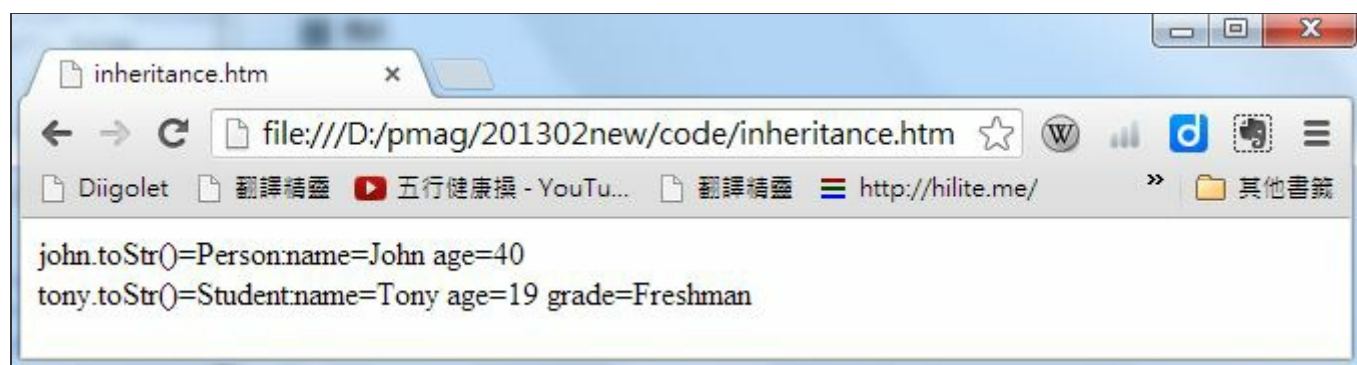 inheritance.htm
file:///D:/pmag/201302new/code/inheritance.htm
Diigolet 翻譯精靈 五行健康操 - YouTu... 翻譯精靈 http://hilite.me/ » 其他書籤
john.toStr()=Person:name=John age=40
tony.toStr()=Student:name=Tony age=19 grade=Freshman